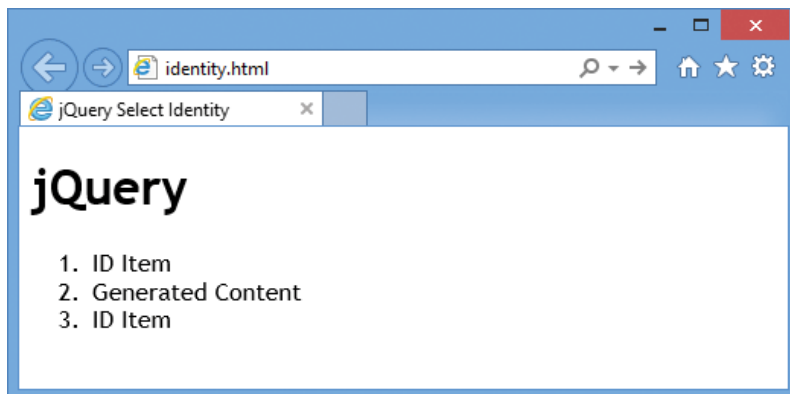 identity.html
jQuery Select Identity
jQuery
1. ID Item
2. Generated Content
3. ID Item